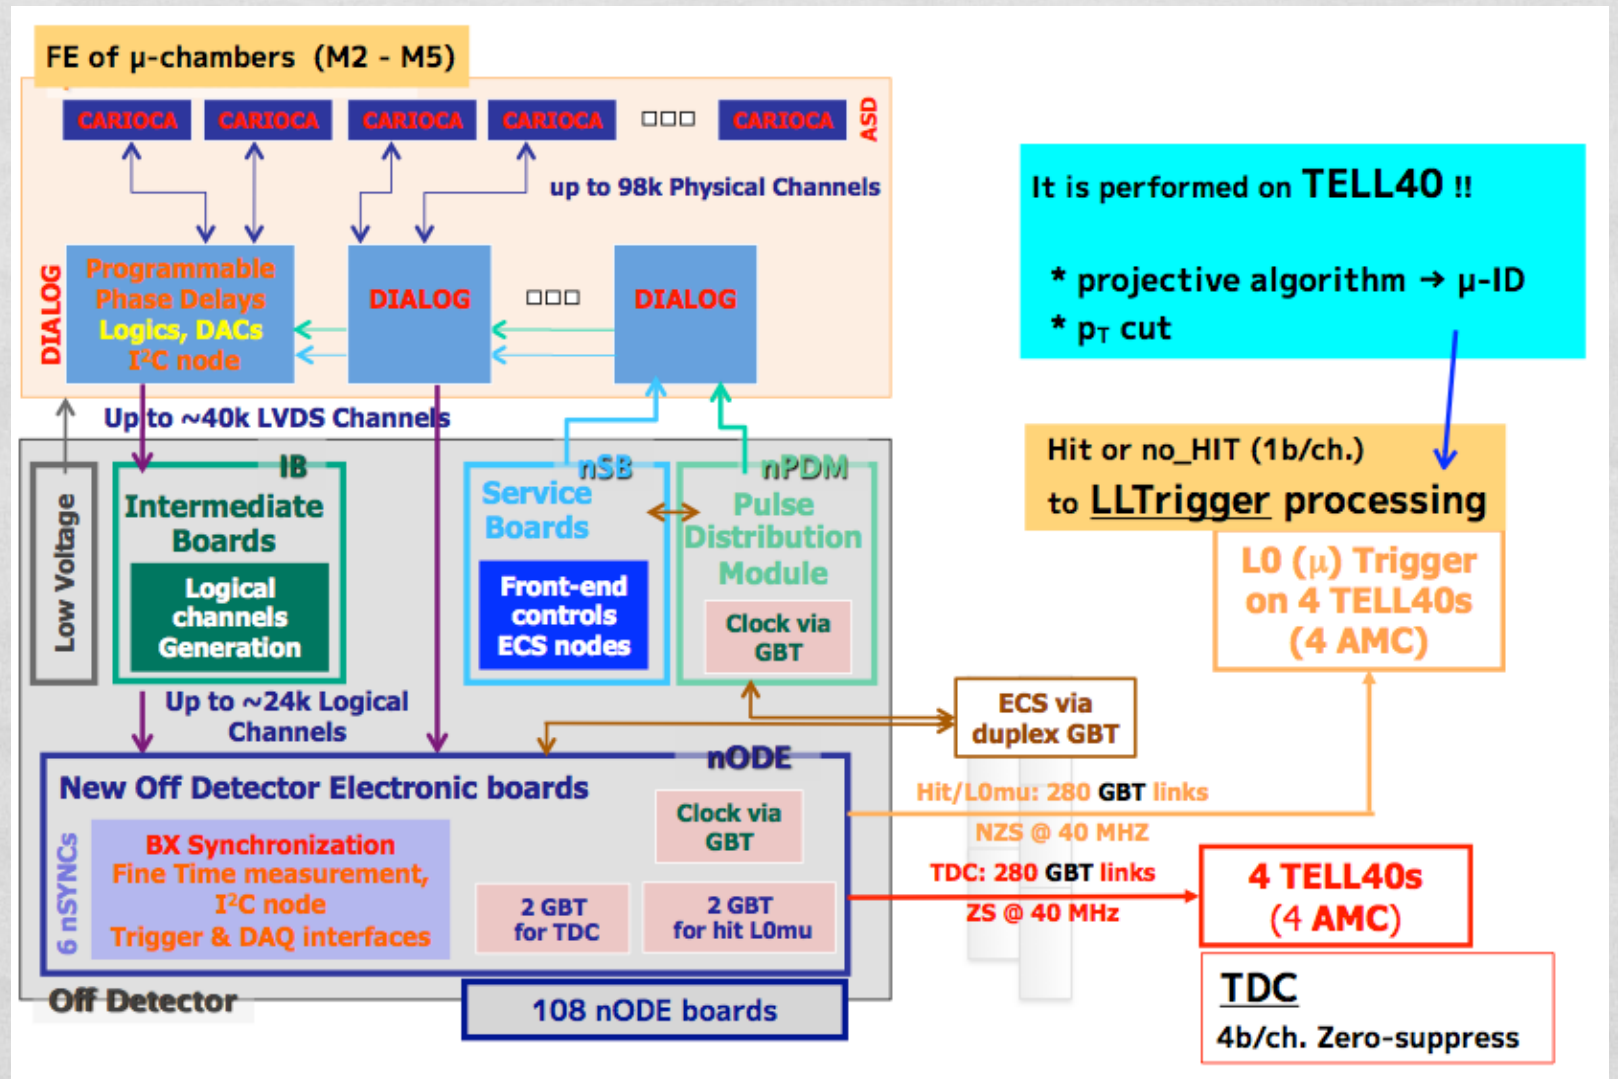 FE of μ-chambers (M2 - M5)
CARIOCA
CARIOCA
CARIOCA
CARIOCA
□□□
CARIOCA
ASD
up to 98k Physical Channels
DIALOG
Programmable
Phase Delays
Logics, DACs
I²C node
DIALOG
□□□
DIALOG
Up to ~40k LVDS Channels
Low Voltage
IB
Intermediate
Boards
Logical
channels
Generation
nSB
Service
Boards
Front-end
controls
ECS nodes
nPDM
Pulse
Distribution
Module
Clock via
GBT
Up to ~24k Logical
Channels
nODE
New Off Detector Electronic boards
6 nSYNCs
BX Synchronization
Fine Time measurement,
I²C node
Trigger & DAQ interfaces
Clock via
GBT
2 GBT
for TDC
2 GBT
for hit L0mu
Off Detector
108 nODE boards
It is performed on TELL40 !!
* projective algorithm → μ-ID
* pT cut
Hit or no_HIT (1b/ch.)
to LLTrigger processing
L0 (μ) Trigger
on 4 TELL40s
(4 AMC)
ECS via
duplex GBT
Hit/L0mu: 280 GBT links
NZS @ 40 MHZ
TDC: 280 GBT links
ZS @ 40 MHz
4 TELL40s
(4 AMC)
TDC
4b/ch. Zero-suppress